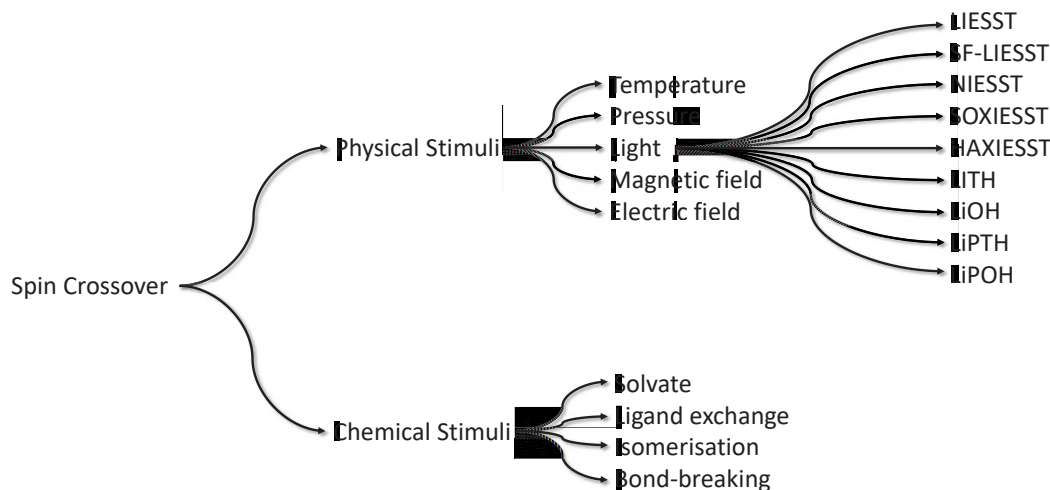 Spin Crossover
Physical Stimuli
Temperature
Pressure
Light
Magnetic field
Electric field
LIESST
SF-LIESST
NIESST
SOXIESST
HAXIESST
LITH
LiOH
LiPTH
LiPOH
Chemical Stimuli
Solvate
Ligand exchange
Isomerisation
Bond-breaking